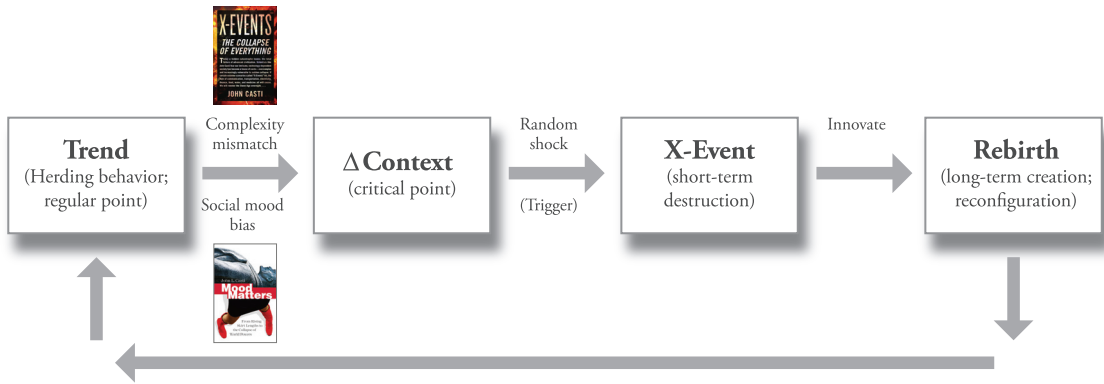 X-EVENTS
THE COLLAPSE
OF EVERYTHING
JOHN CASTI
Trend
(Herding behavior;
regular point)
Complexity
mismatch
Social mood
bias
Mood
Matters
Δ Context
(critical point)
Random
shock
(Trigger)
X-Event
(short-term
destruction)
Innovate
Rebirth
(long-term creation;
reconfiguration)